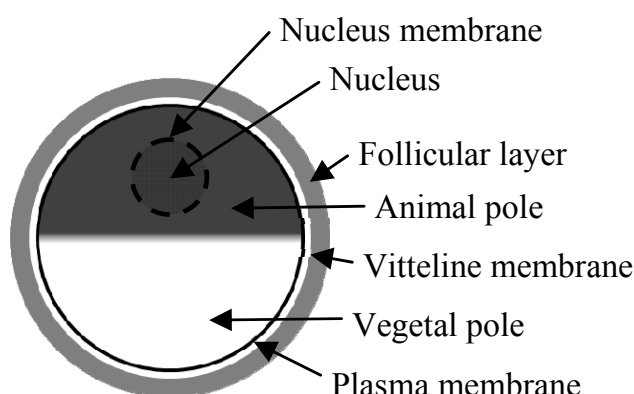 Nucleus membrane
Nucleus
Follicular layer
Animal pole
Vitteline membrane
Vegetal pole
Plasma membrane